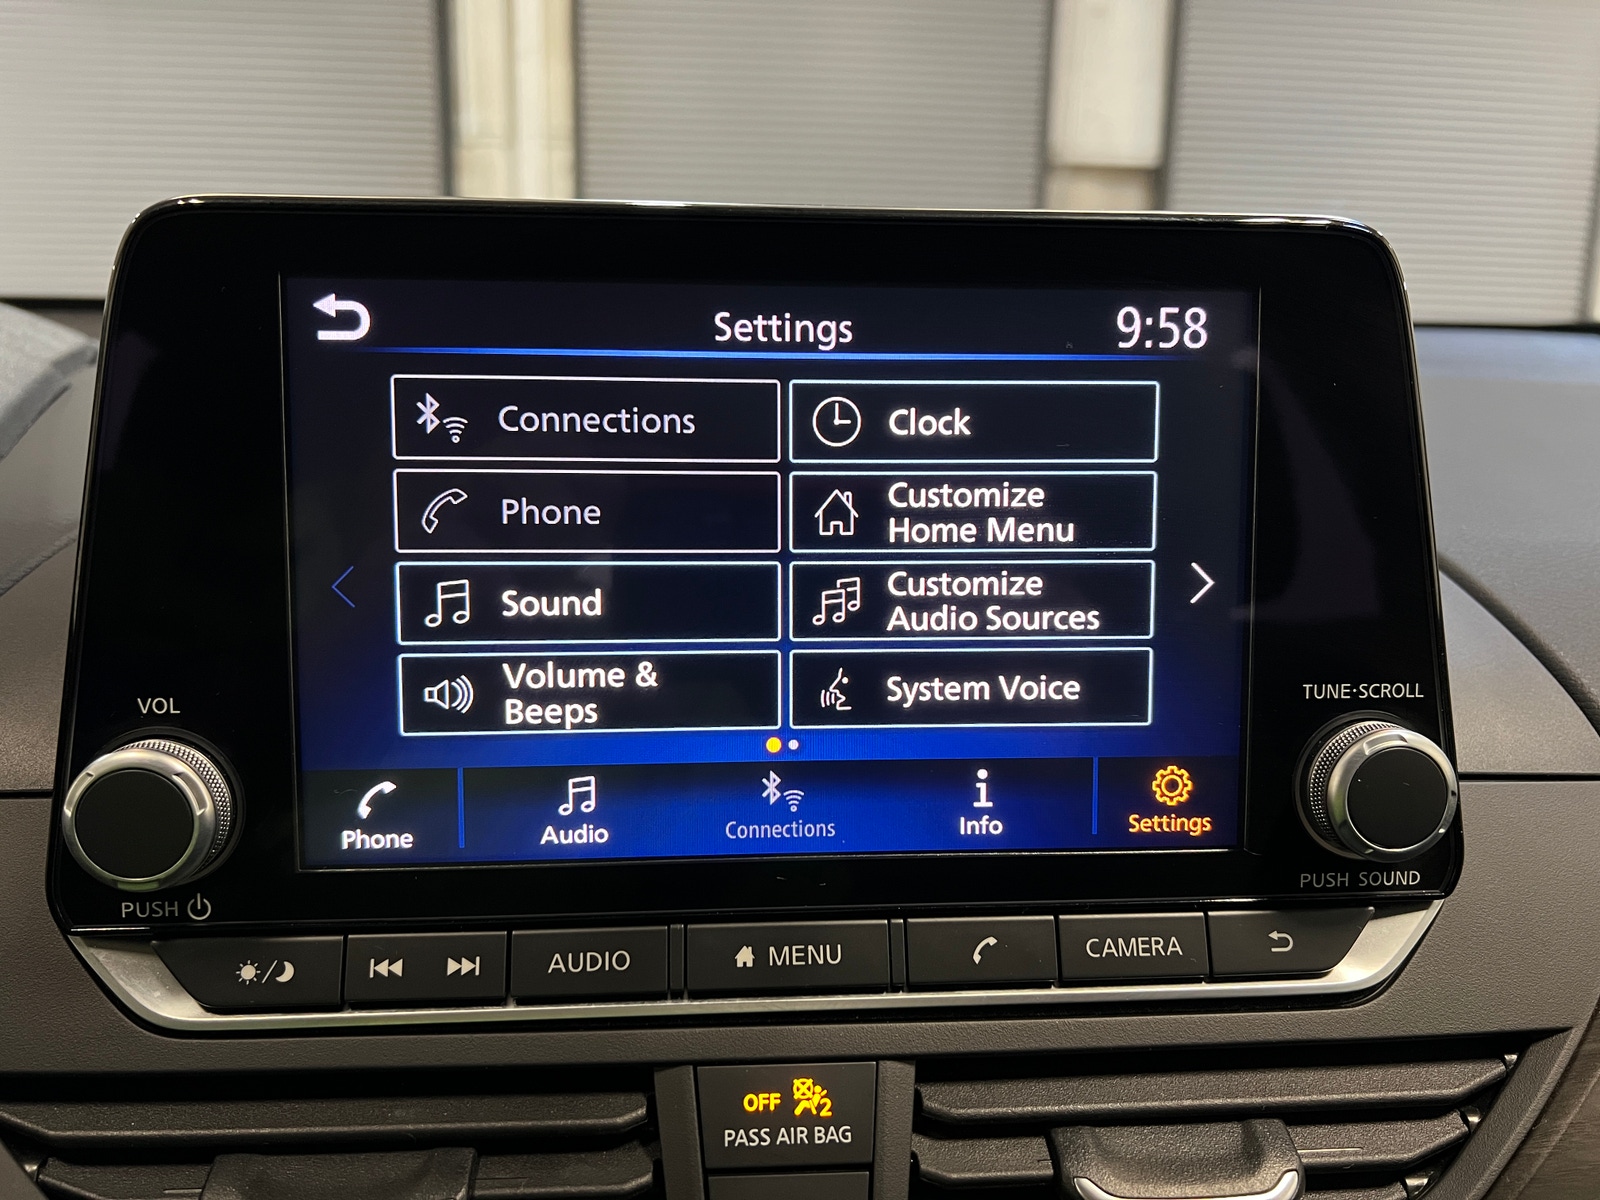 Settings
9:58
Connections
Clock
Phone
Customize
Home Menu
Sound
Customize
Audio Sources
Volume &
Beeps
System Voice
Phone
Audio
Connections
Info
Settings
VOL
PUSH
TUNE·SCROLL
PUSH SOUND
AUDIO
MENU
CAMERA
OFF
2
PASS AIR BAG